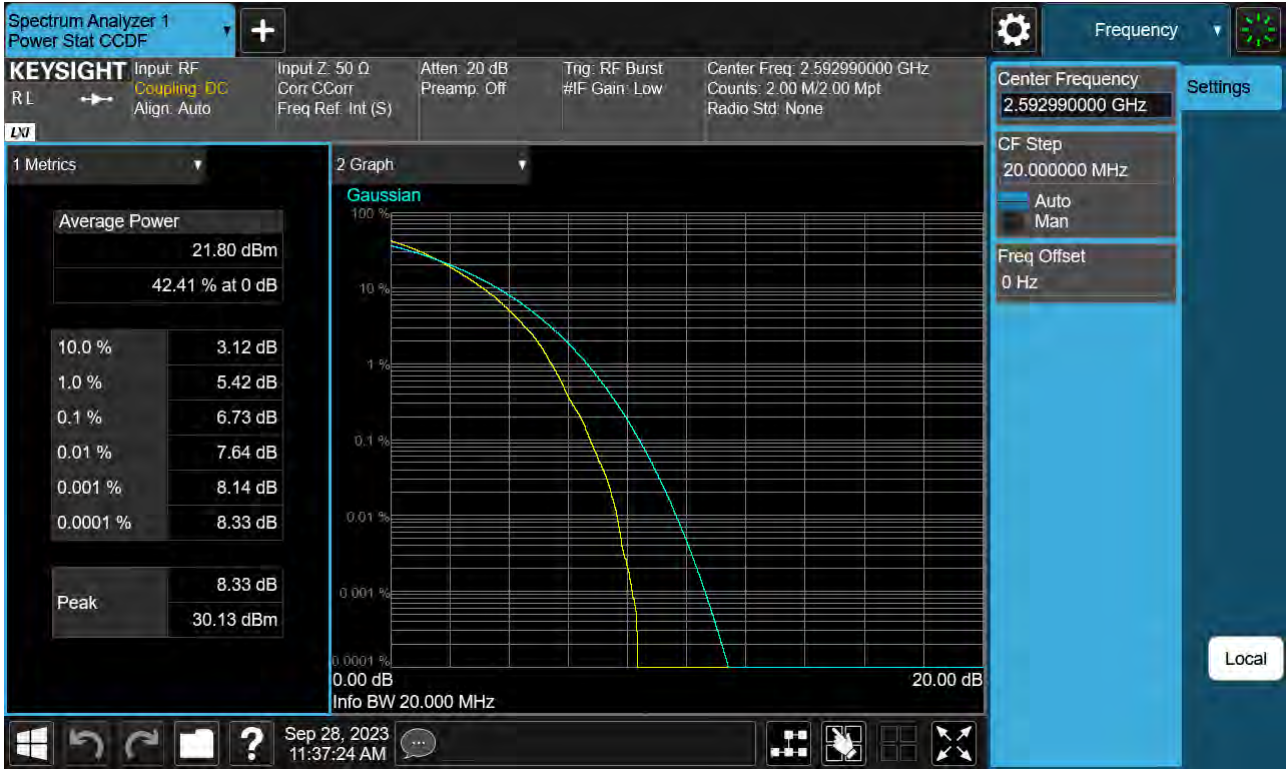 Spectrum Analyzer 1
Power Stat CCDF
Frequency
KEYSIGHT
R L
LXI
Input: RF
Coupling: DC
Align: Auto
Input Z: 50 Ω
Corr CCorr
Freq Ref: Int (S)
Atten: 20 dB
Preamp: Off
Trig: RF Burst
#IF Gain: Low
Center Freq: 2.592990000 GHz
Counts: 2.00 M/2.00 Mpt
Radio Std: None
Center Frequency
2.592990000 GHz
Settings
CF Step
20.000000 MHz
Auto
Man
Freq Offset
0 Hz
1 Metrics
Average Power
21.80 dBm
42.41 % at 0 dB
10.0 % 3.12 dB
1.0 % 5.42 dB
0.1 % 6.73 dB
0.01 % 7.64 dB
0.001 % 8.14 dB
0.0001 % 8.33 dB
Peak
8.33 dB
30.13 dBm
2 Graph
Gaussian
100 %
10 %
1 %
0.1 %
0.01 %
0.001 %
0.0001 %
0.00 dB 20.00 dB
Info BW 20.000 MHz
Local
?
Sep 28, 2023
11:37:24 AM